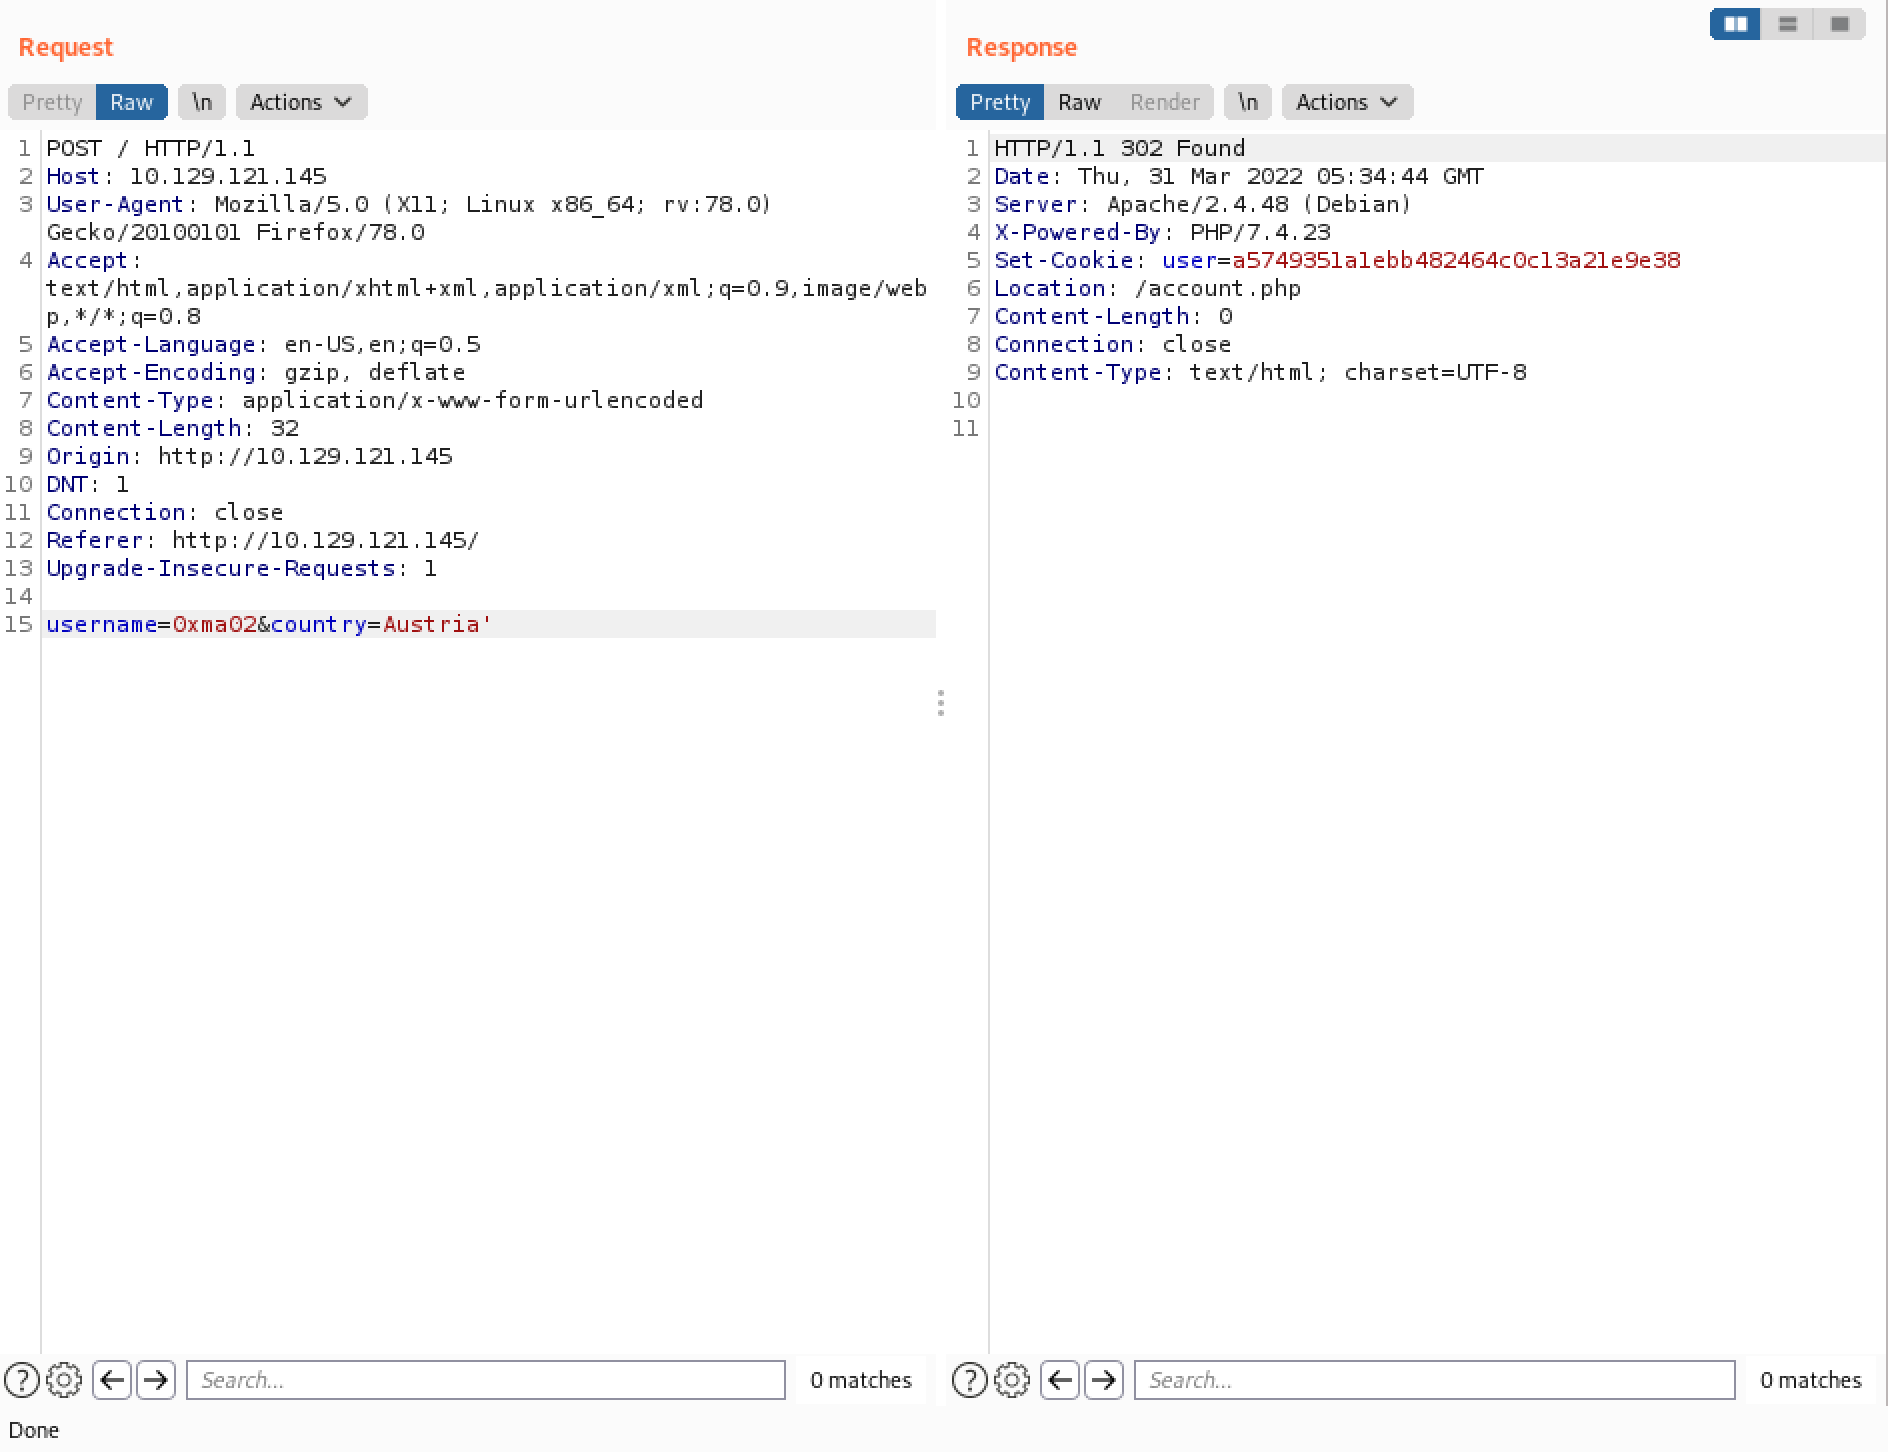 Request
Pretty Raw \n Actions
1 POST / HTTP/1.1
2 Host: 10.129.121.145
3 User-Agent: Mozilla/5.0 (X11; Linux x86_64; rv:78.0)
Gecko/20100101 Firefox/78.0
4 Accept:
text/html,application/xhtml+xml,application/xml;q=0.9,image/web
p,*/*;q=0.8
5 Accept-Language: en-US,en;q=0.5
6 Accept-Encoding: gzip, deflate
7 Content-Type: application/x-www-form-urlencoded
8 Content-Length: 32
9 Origin: http://10.129.121.145
10 DNT: 1
11 Connection: close
12 Referer: http://10.129.121.145/
13 Upgrade-Insecure-Requests: 1
14
15 username=0xma02&country=Austria'
Search...
0 matches
Response
Pretty Raw Render \n Actions
1 HTTP/1.1 302 Found
2 Date: Thu, 31 Mar 2022 05:34:44 GMT
3 Server: Apache/2.4.48 (Debian)
4 X-Powered-By: PHP/7.4.23
5 Set-Cookie: user=a5749351a1ebb482464c0c13a21e9e38
6 Location: /account.php
7 Content-Length: 0
8 Connection: close
9 Content-Type: text/html; charset=UTF-8
10
11
Search...
0 matches
Done